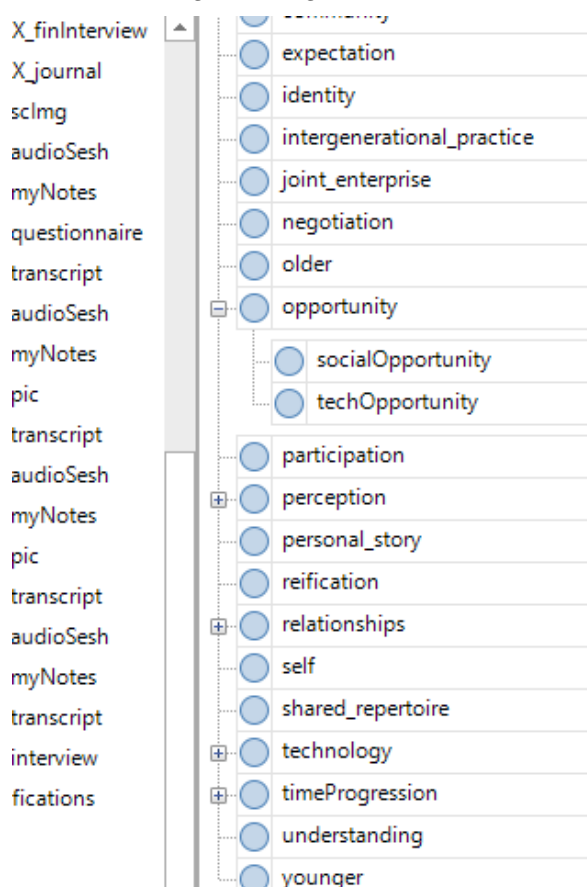 X_finInterview
X_journal
scImg
audioSesh
myNotes
questionnaire
transcript
audioSesh
myNotes
pic
transcript
audioSesh
myNotes
pic
transcript
audioSesh
myNotes
transcript
interview
fications
community
expectation
identity
intergenerational_practice
joint_enterprise
negotiation
older
opportunity
socialOpportunity
techOpportunity
participation
perception
personal_story
reification
relationships
self
shared_repertoire
technology
timeProgression
understanding
younger